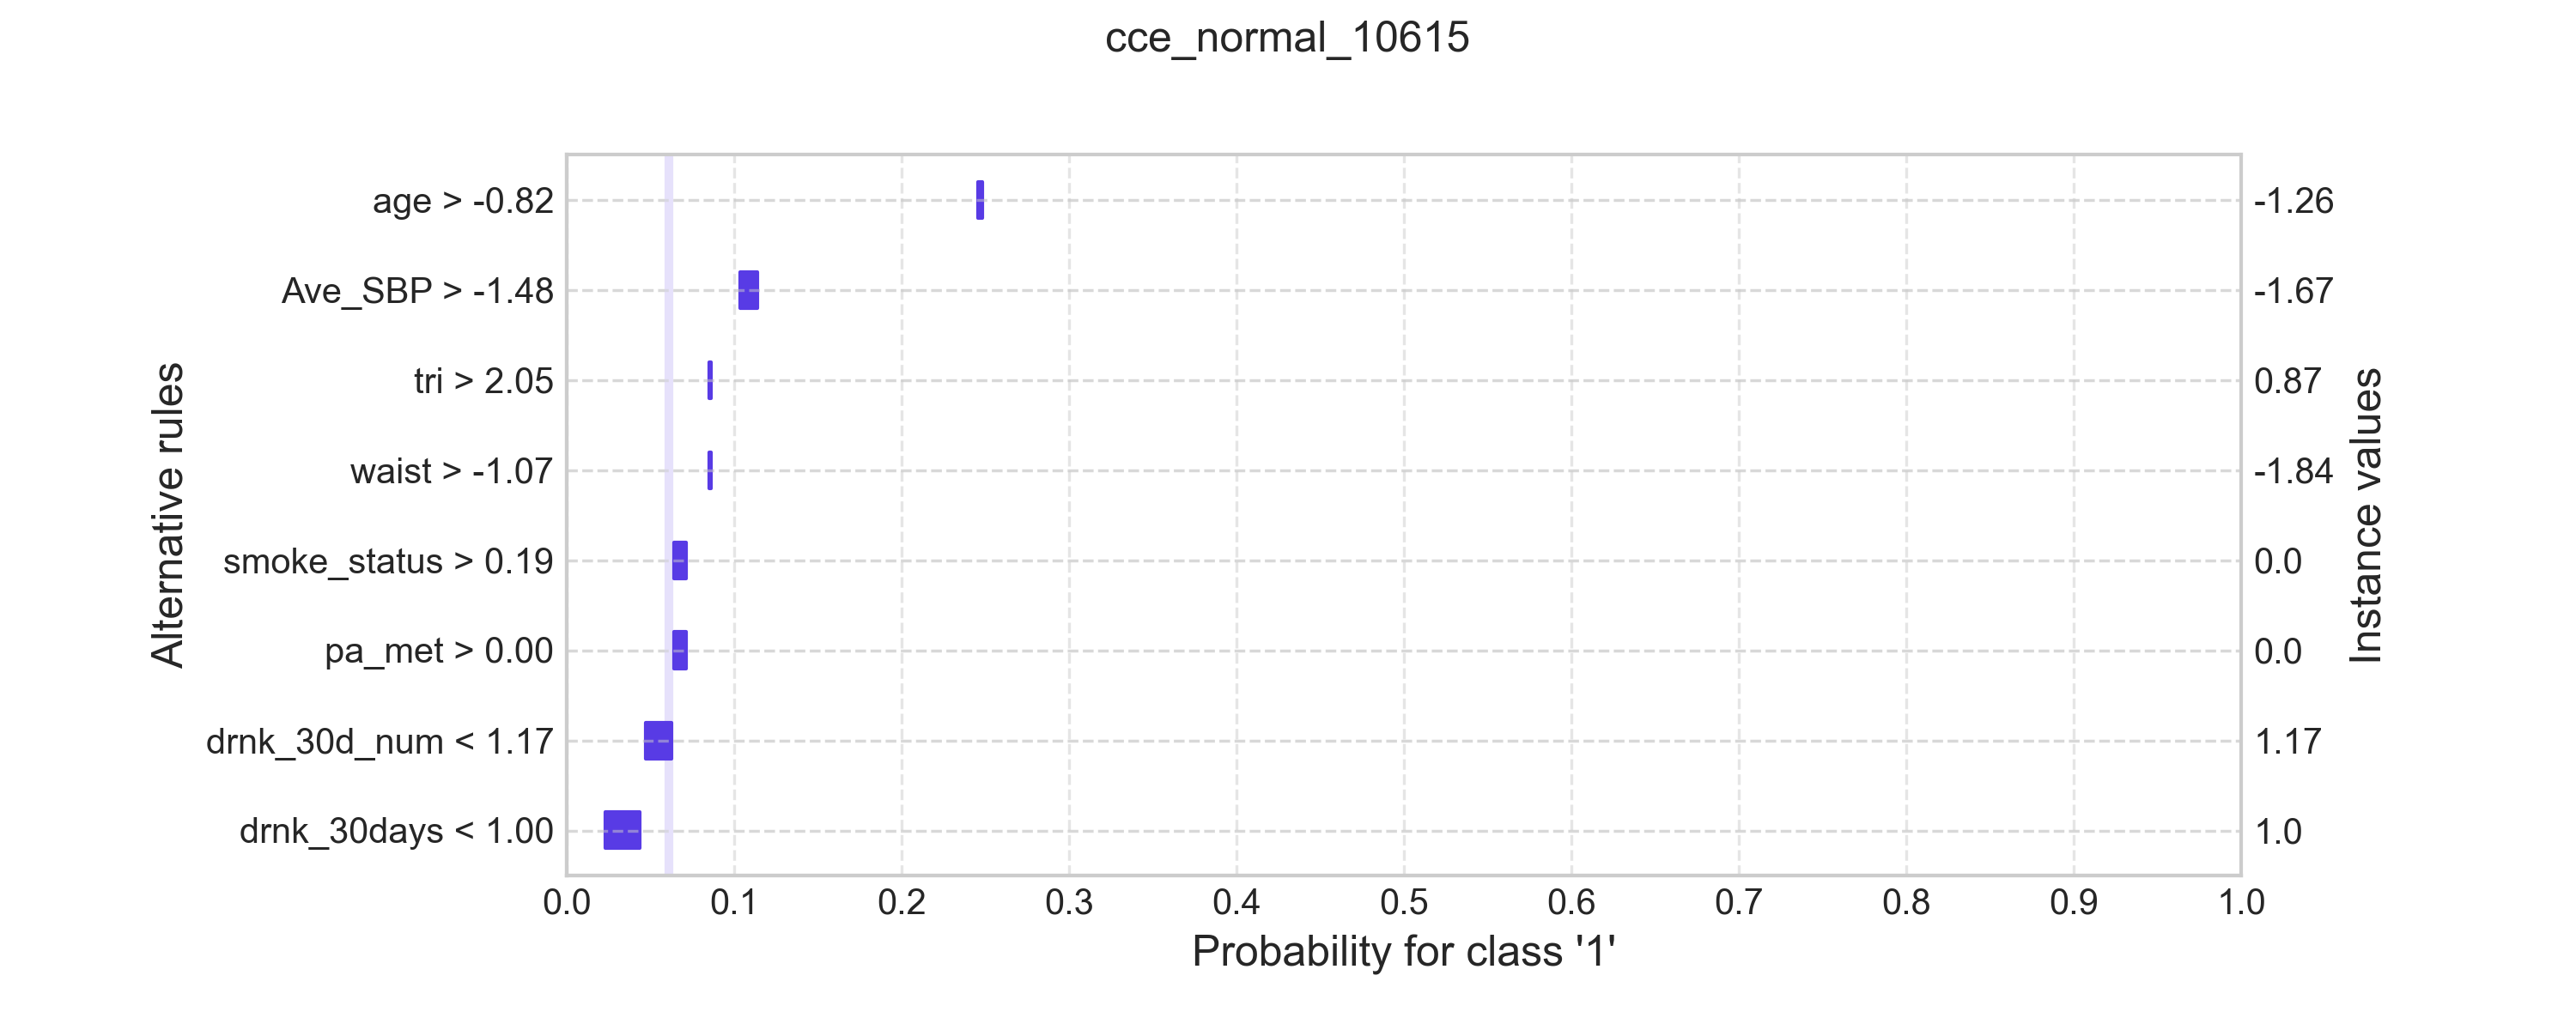 cce_normal_10615
Alternative rules
age > -0.82
-1.26
Ave_SBP > -1.48
-1.67
tri > 2.05
0.87
waist > -1.07
-1.84
smoke_status > 0.19
0.0
pa_met > 0.00
0.0
drnk_30d_num < 1.17
1.17
drnk_30days < 1.00
1.0
Instance values
0.0 0.1 0.2 0.3 0.4 0.5 0.6 0.7 0.8 0.9 1.0
Probability for class '1'